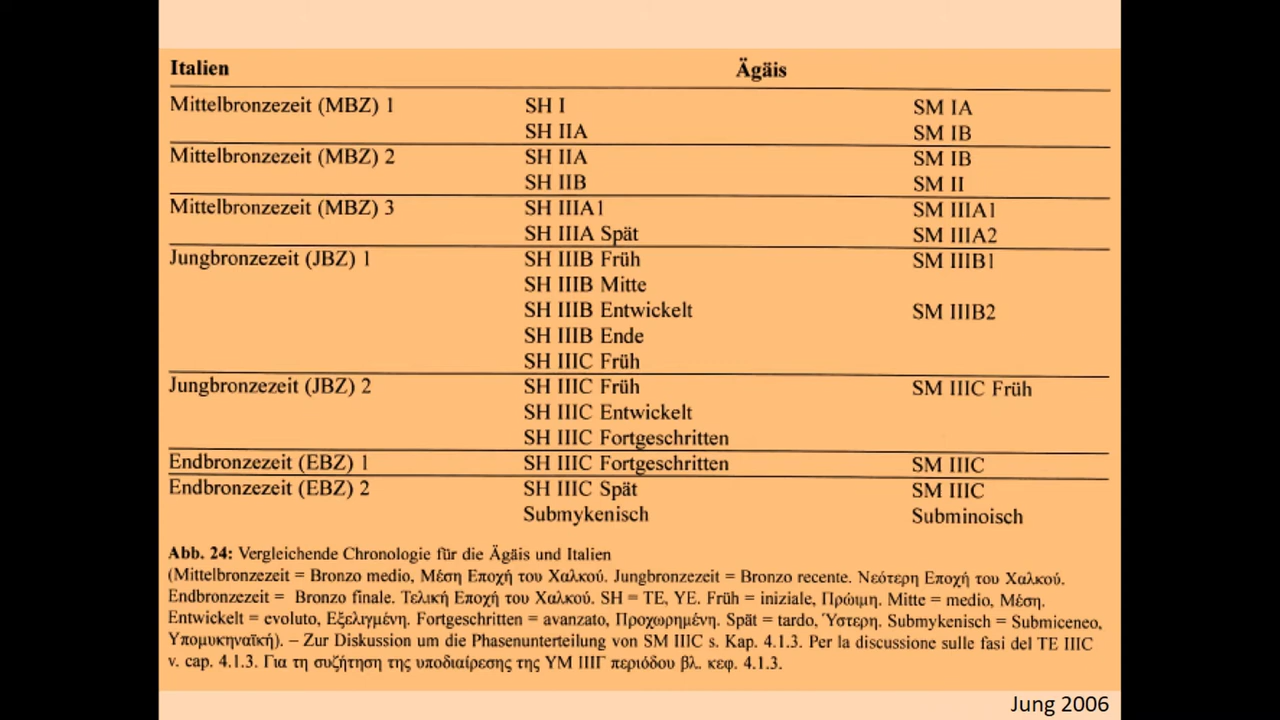 Italien Ägäis
Mittelbronzezeit (MBZ) 1 SH I SM IA
SH IIA SM IB
Mittelbronzezeit (MBZ) 2 SH IIA SM IB
SH IIB SM II
Mittelbronzezeit (MBZ) 3 SH IIIA1 SM IIIA1
SH IIIA Spät SM IIIA2
Jungbronzezeit (JBZ) 1 SH IIIB Früh SM IIIB1
SH IIIB Mitte
SH IIIB Entwickelt SM IIIB2
SH IIIB Ende
SH IIIC Früh
Jungbronzezeit (JBZ) 2 SH IIIC Früh SM IIIC Früh
SH IIIC Entwickelt
SH IIIC Fortgeschritten
Endbronzezeit (EBZ) 1 SH IIIC Fortgeschritten SM IIIC
Endbronzezeit (EBZ) 2 SH IIIC Spät SM IIIC
Submykenisch Subminoisch
Abb. 24: Vergleichende Chronologie für die Ägäis und Italien
(Mittelbronzezeit = Bronzo medio, Μέση Εποχή του Χαλκού. Jungbronzezeit = Bronzo recente. Νεότερη Εποχή του Χαλκού.
Endbronzezeit = Bronzo finale. Τελική Εποχή του Χαλκού. SH = TE, YE. Früh = iniziale, Πρώιμη. Mitte = medio, Μέση.
Entwickelt = evoluto, Εξελιγμένη. Fortgeschritten = avanzato, Προχωρημένη. Spät = tardo, Ύστερη. Submykenisch = Submiceneo,
Υπομυκηναϊκή). – Zur Diskussion um die Phasenunterteilung von SM IIIC s. Kap. 4.1.3. Per la discussione sulle fasi del TE IIIC
v. cap. 4.1.3. Για τη συζήτηση της υποδιαίρεσης της ΥΜ ΙΙΙΓ περιόδου βλ. κεφ. 4.1.3.
Jung 2006